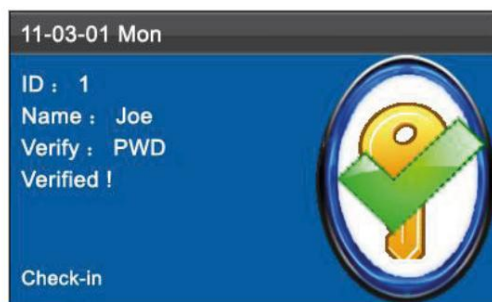 11-03-01 Mon
ID : 1
Name : Joe
Verify : PWD
Verified !
Check-in